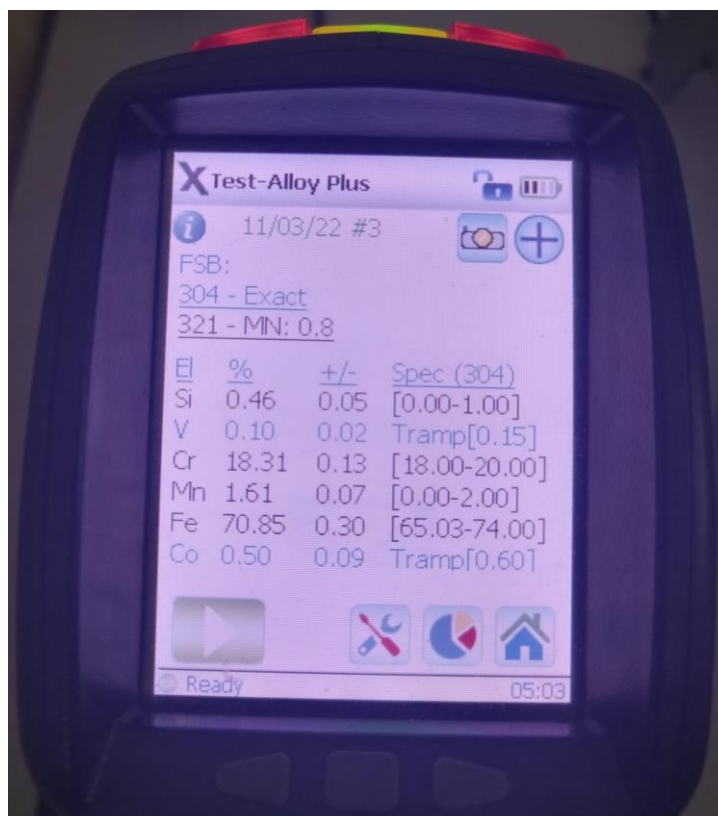 X Test-Alloy Plus
i 11/03/22 #3
FSB:
304 - Exact
321 - MN: 0.8
El % +/- Spec (304)
Si 0.46 0.05 [0.00-1.00]
V 0.10 0.02 Tramp[0.15]
Cr 18.31 0.13 [18.00-20.00]
Mn 1.61 0.07 [0.00-2.00]
Fe 70.85 0.30 [65.03-74.00]
Co 0.50 0.09 Tramp[0.60]
Ready 05:03